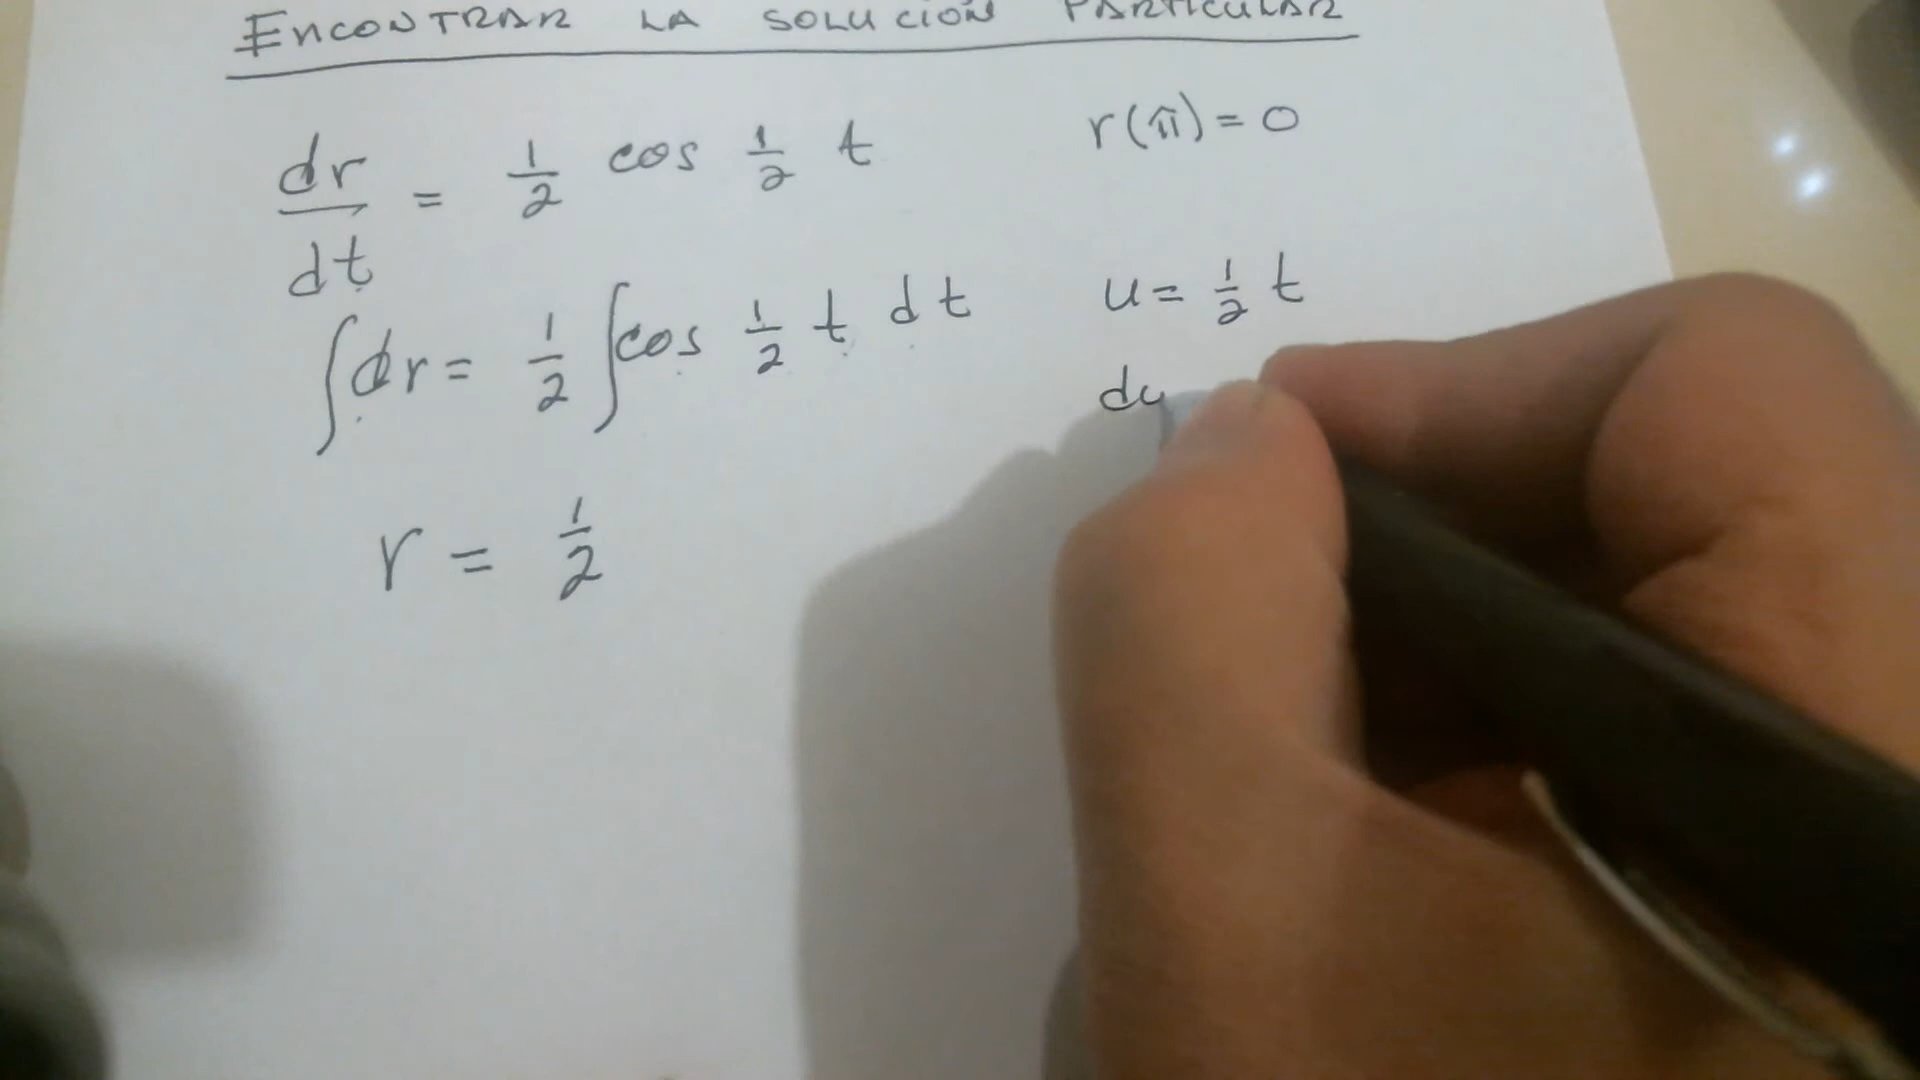 ENCONTRAR LA SOLUCIÓN PARTICULAR
dr/dt = 1/2 cos 1/2 t r(π) = 0
∫dr = 1/2 ∫cos 1/2 t dt u = 1/2 t
du
r = 1/2